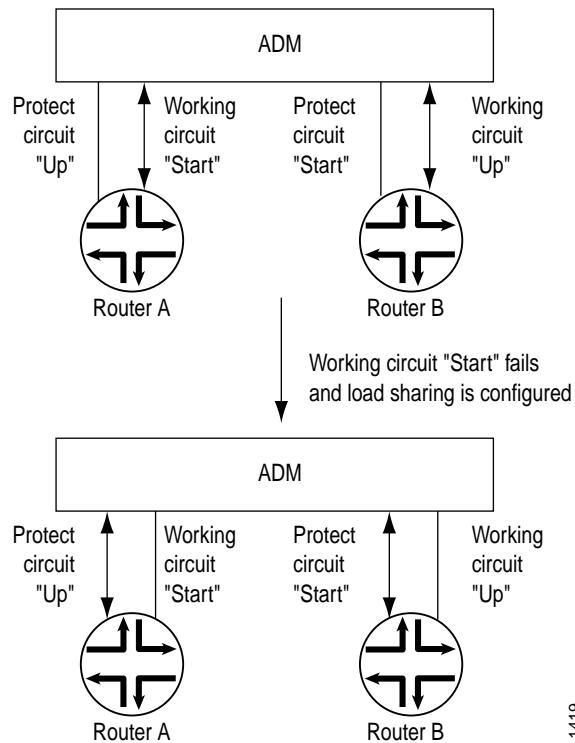 ADM
Protect
circuit
"Up"
Working
circuit
"Start"
Protect
circuit
"Start"
Working
circuit
"Up"
Router A
Router B
Working circuit "Start" fails
and load sharing is configured
ADM
Protect
circuit
"Up"
Working
circuit
"Start"
Protect
circuit
"Start"
Working
circuit
"Up"
Router A
Router B
1419